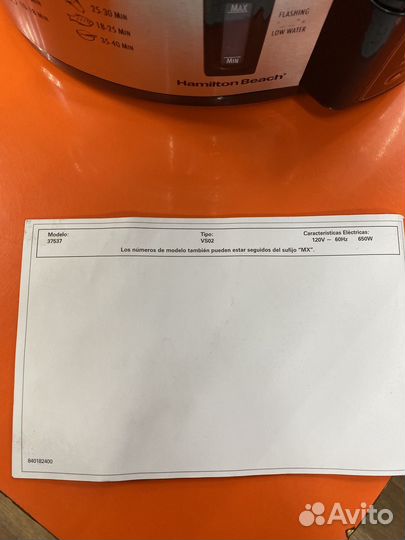 25-30 MIN
18-25 MIN
35-40 MIN
MAX
MIN
FLASHING
=
LOW WATER
Hamilton Beach®
Modelo: Tipo: Características Eléctricas:
37537 VS02 120V ~ 60Hz 650W
Los números de modelo también pueden estar seguidos del sufijo "MX".
840182400
Avito